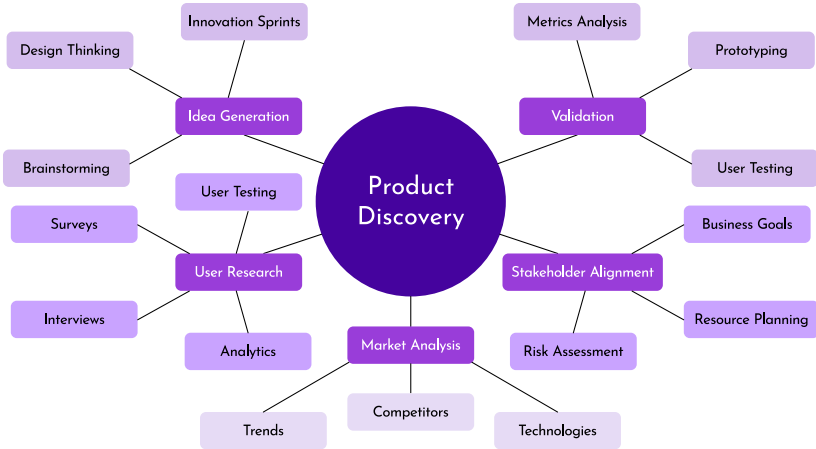 Innovation Sprints
Metrics Analysis
Design Thinking
Prototyping
Idea Generation
Validation
Brainstorming
User Testing
Product
Discovery
User Testing
Surveys
Business Goals
User Research
Stakeholder Alignment
Interviews
Resource Planning
Analytics
Market Analysis
Risk Assessment
Trends
Competitors
Technologies